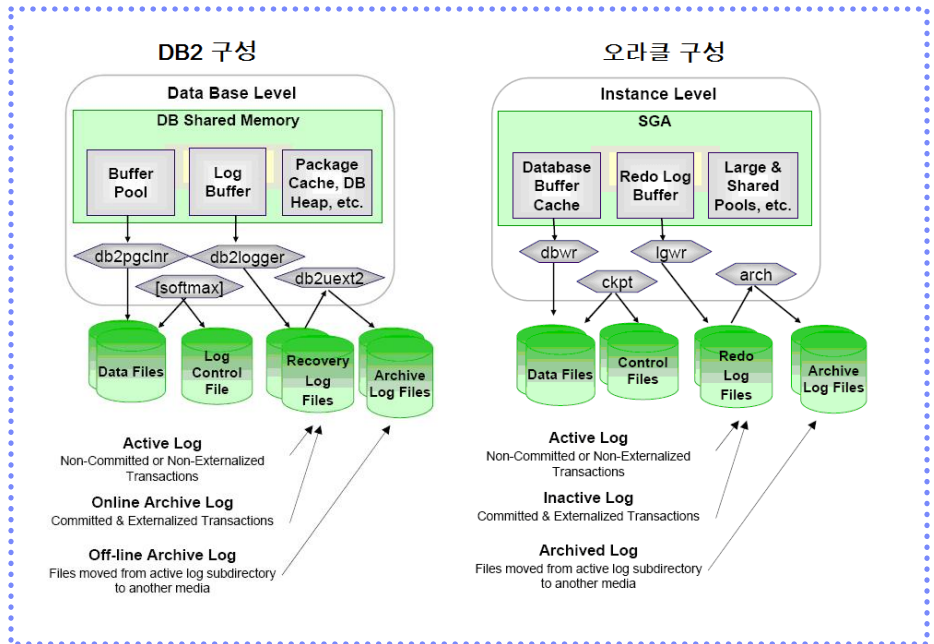 DB2 구성
Data Base Level
DB Shared Memory
Buffer
Pool
Log
Buffer
Package
Cache, DB
Heap, etc.
db2pgclnr
db2logger
[softmax]
db2uext2
Data Files
Log
Control
File
Recovery
Log
Files
Archive
Log Files
Active Log
Non-Committed or Non-Externalized
Transactions
Online Archive Log
Committed & Externalized Transactions
Off-line Archive Log
Files moved from active log subdirectory
to another media
오라클 구성
Instance Level
SGA
Database
Buffer
Cache
Redo Log
Buffer
Large &
Shared
Pools, etc.
dbwr
lgwr
ckpt
arch
Data Files
Control
Files
Redo
Log
Files
Archive
Log Files
Active Log
Non-Committed or Non-Externalized
Transactions
Inactive Log
Committed & Externalized Transactions
Archived Log
Files moved from active log subdirectory
to another media